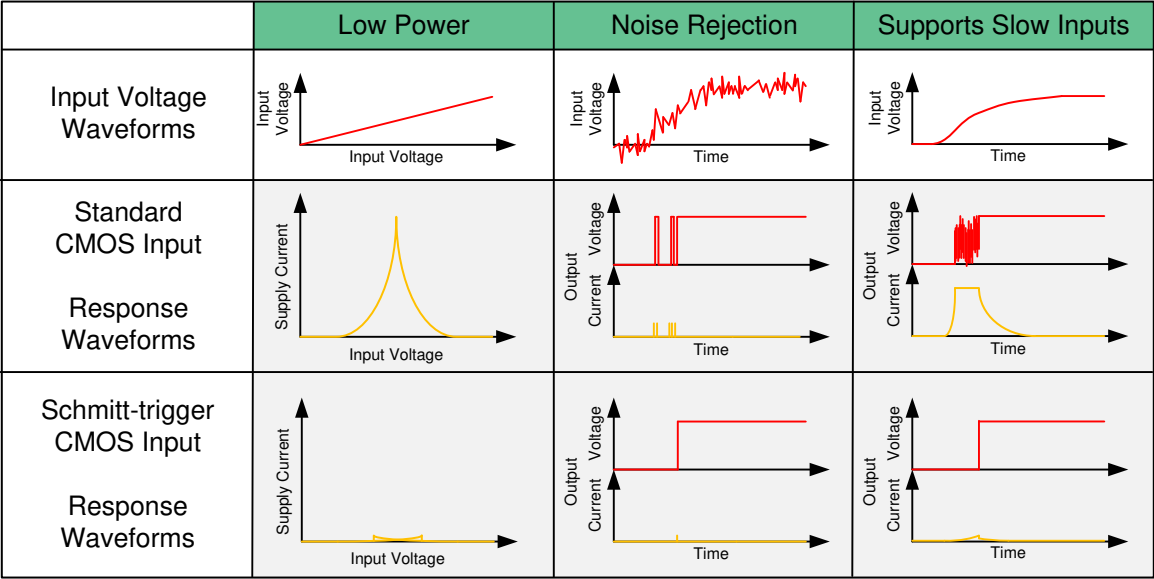 Low Power
Noise Rejection
Supports Slow Inputs
Input Voltage
Waveforms
Input
Voltage
Input Voltage
Input
Voltage
Time
Input
Voltage
Time
Standard
CMOS Input
Response
Waveforms
Supply Current
Input Voltage
Output
Voltage
Current
Time
Output
Voltage
Current
Time
Schmitt-trigger
CMOS Input
Response
Waveforms
Supply Current
Input Voltage
Output
Voltage
Current
Time
Output
Voltage
Current
Time